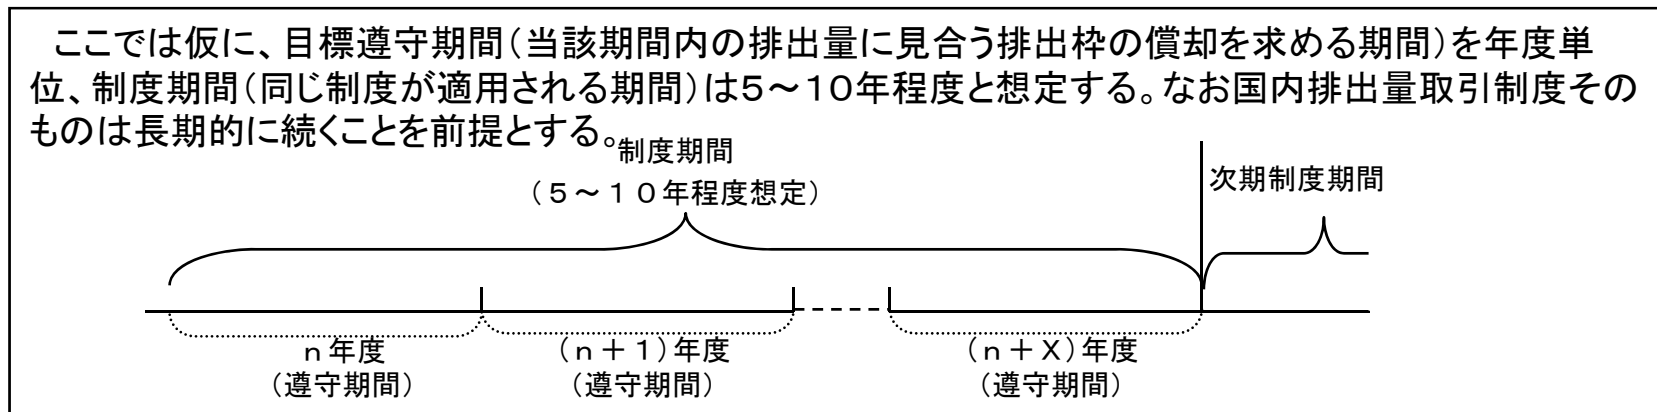 ここでは仮に、目標遵守期間（当該期間内の排出量に見合う排出枠の償却を求める期間）を年度単
位、制度期間（同じ制度が適用される期間）は５～１０年程度と想定する。なお国内排出量取引制度その
ものは長期的に続くことを前提とする。
制度期間
（５～１０年程度想定）
次期制度期間
ｎ年度
（遵守期間）
（ｎ＋１）年度
（遵守期間）
（ｎ＋Ｘ）年度
（遵守期間）